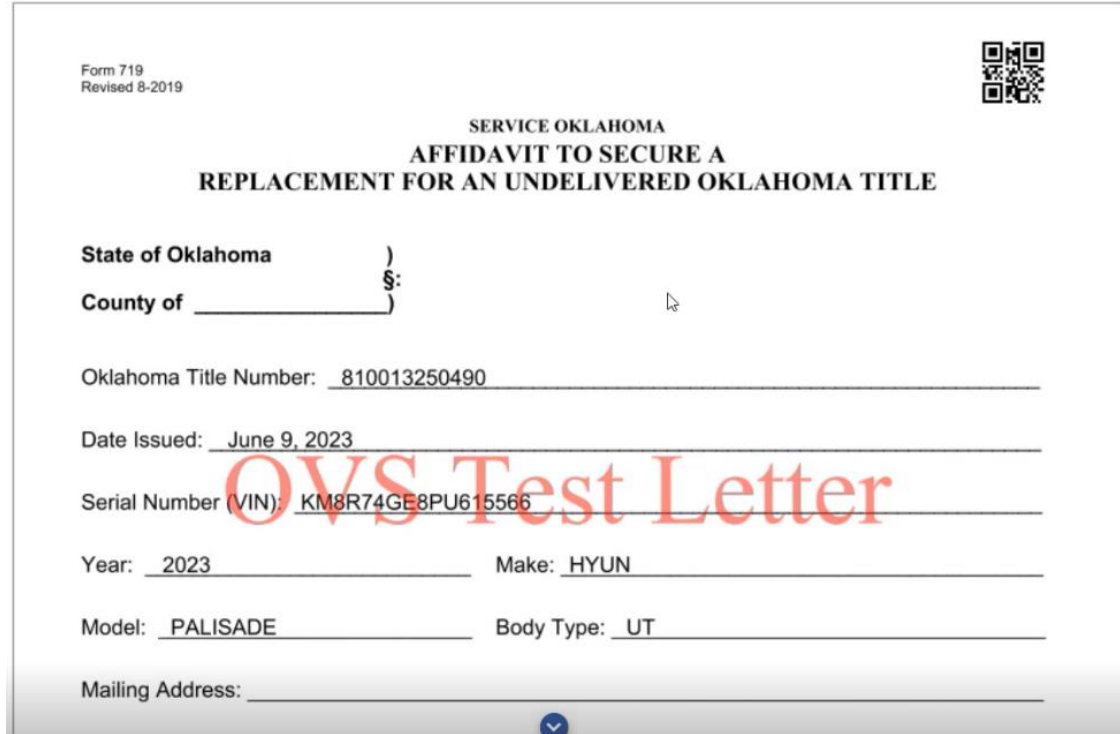 Form 719
Revised 8-2019
SERVICE OKLAHOMA
AFFIDAVIT TO SECURE A
REPLACEMENT FOR AN UNDELIVERED OKLAHOMA TITLE
State of Oklahoma )
§:
County of ________________)
Oklahoma Title Number: 810013250490
Date Issued: June 9, 2023
OVS Test Letter
Serial Number (VIN): KM8R74GE8PU615566
Year: 2023 Make: HYUN
Model: PALISADE Body Type: UT
Mailing Address: